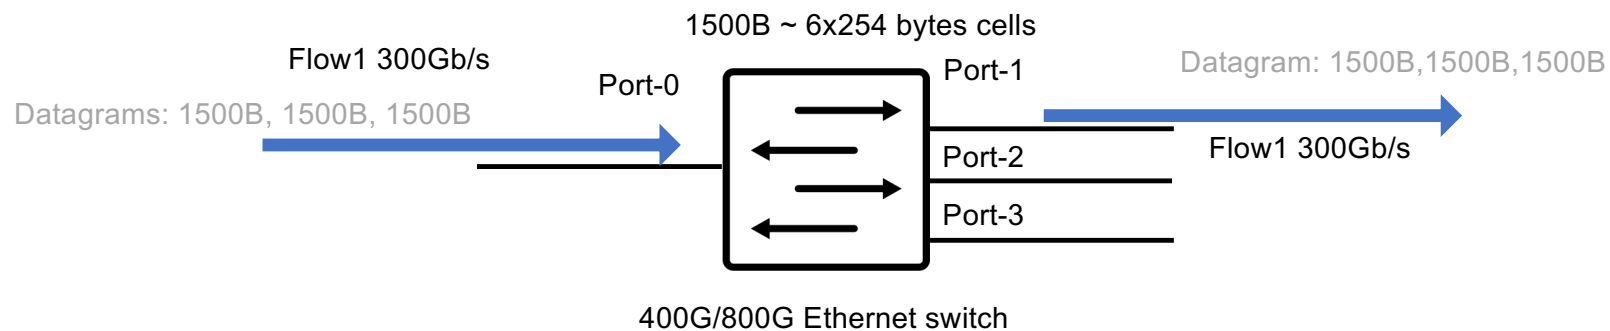 1500B ~ 6x254 bytes cells
Flow1 300Gb/s
Port-0
Port-1
Datagram: 1500B,1500B,1500B
Datagrams: 1500B, 1500B, 1500B
Flow1 300Gb/s
Port-2
Port-3
400G/800G Ethernet switch